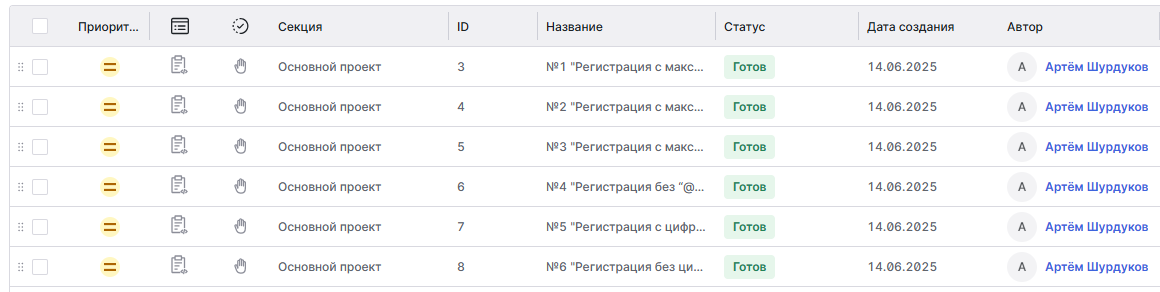 Приорит... Секция ID Название Статус Дата создания Автор
Основной проект 3 №1 "Регистрация с макс... Готов 14.06.2025 А Артём Шурдуков
Основной проект 4 №2 "Регистрация с макс... Готов 14.06.2025 А Артём Шурдуков
Основной проект 5 №3 "Регистрация с макс... Готов 14.06.2025 А Артём Шурдуков
Основной проект 6 №4 "Регистрация без “@... Готов 14.06.2025 А Артём Шурдуков
Основной проект 7 №5 "Регистрация с цифр... Готов 14.06.2025 А Артём Шурдуков
Основной проект 8 №6 "Регистрация без ци... Готов 14.06.2025 А Артём Шурдуков